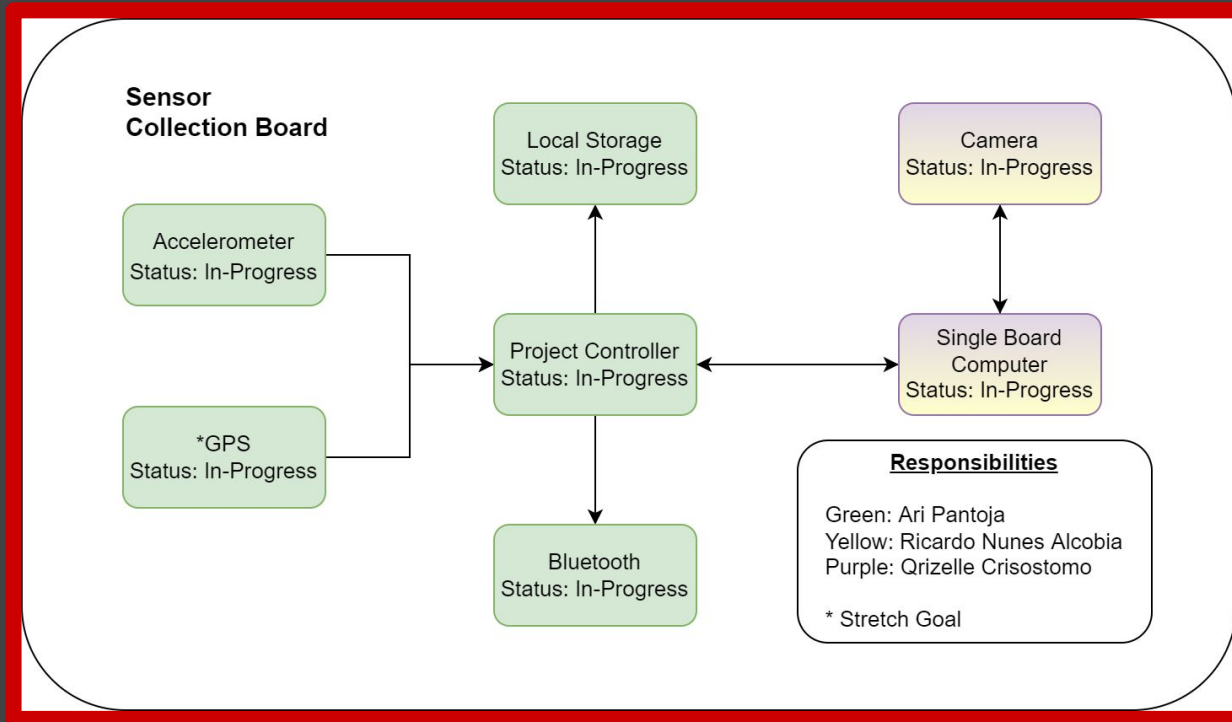 Sensor
Collection Board
Local Storage
Status: In-Progress
Camera
Status: In-Progress
Accelerometer
Status: In-Progress
Project Controller
Status: In-Progress
Single Board
Computer
Status: In-Progress
*GPS
Status: In-Progress
Bluetooth
Status: In-Progress
Responsibilities
Green: Ari Pantoja
Yellow: Ricardo Nunes Alcobia
Purple: Qrizelle Crisostomo
* Stretch Goal